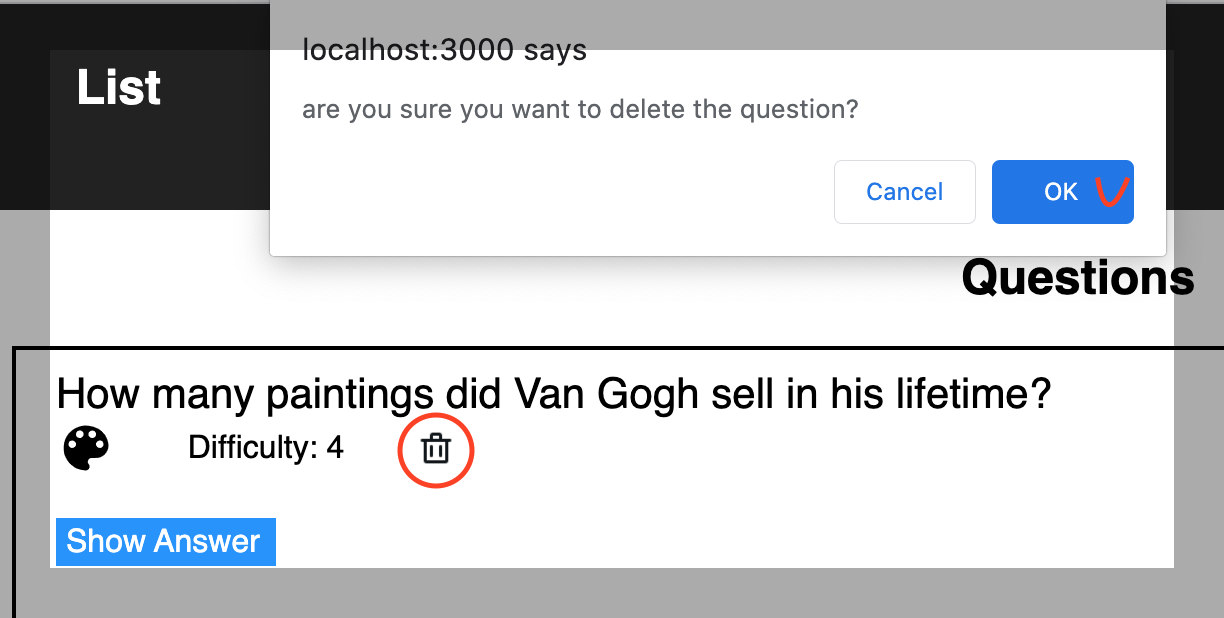 localhost:3000 says
List
are you sure you want to delete the question?
Cancel
OK
Questions
How many paintings did Van Gogh sell in his lifetime?
Difficulty: 4
Show Answer